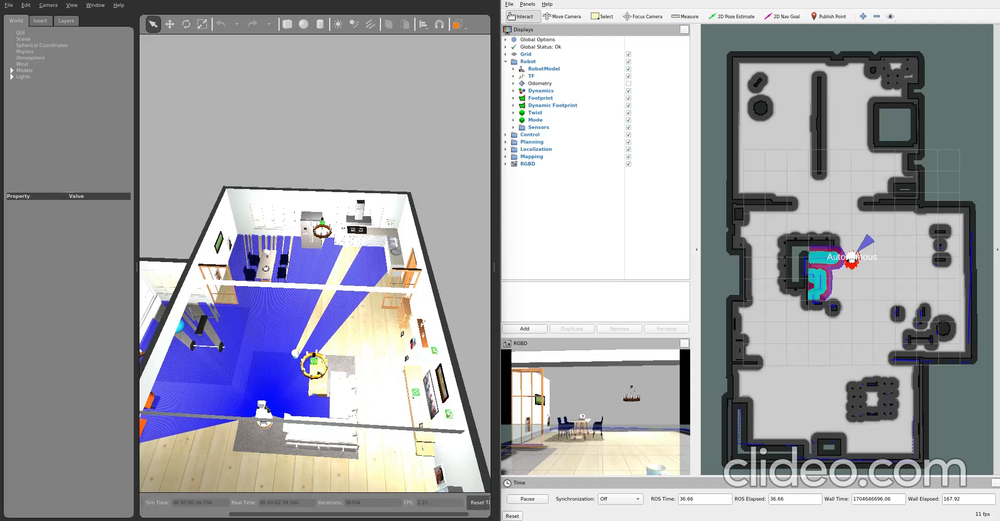 File Edit Camera View Window Help
World Insert Layers
GUI
Scene
Spherical Coordinates
Physics
Atmosphere
Wind
Models
Lights
Property Value
Sim Time: 00 00:00:36.704 Real Time: 00 00:02:39.500 Iterations: 36704 FPS: 2.22 Reset Ti
File Panels Help
Interact Move Camera Select Focus Camera Measure 2D Pose Estimate 2D Nav Goal Publish Point
Displays
Global Options
Global Status: Ok
Grid
Robot
RobotModel
TF
Odometry
Dynamics
Footprint
Dynamic Footprint
Twist
Mode
Sensors
Control
Planning
Localization
Mapping
RGBD
Add Duplicate Remove Rename
RGBD
Autonomous
clideo.com
Time
Pause Synchronization: Off ROS Time: 36.66 ROS Elapsed: 36.66 Wall Time: 1704646696.06 Wall Elapsed: 167.92
Reset 11 fps